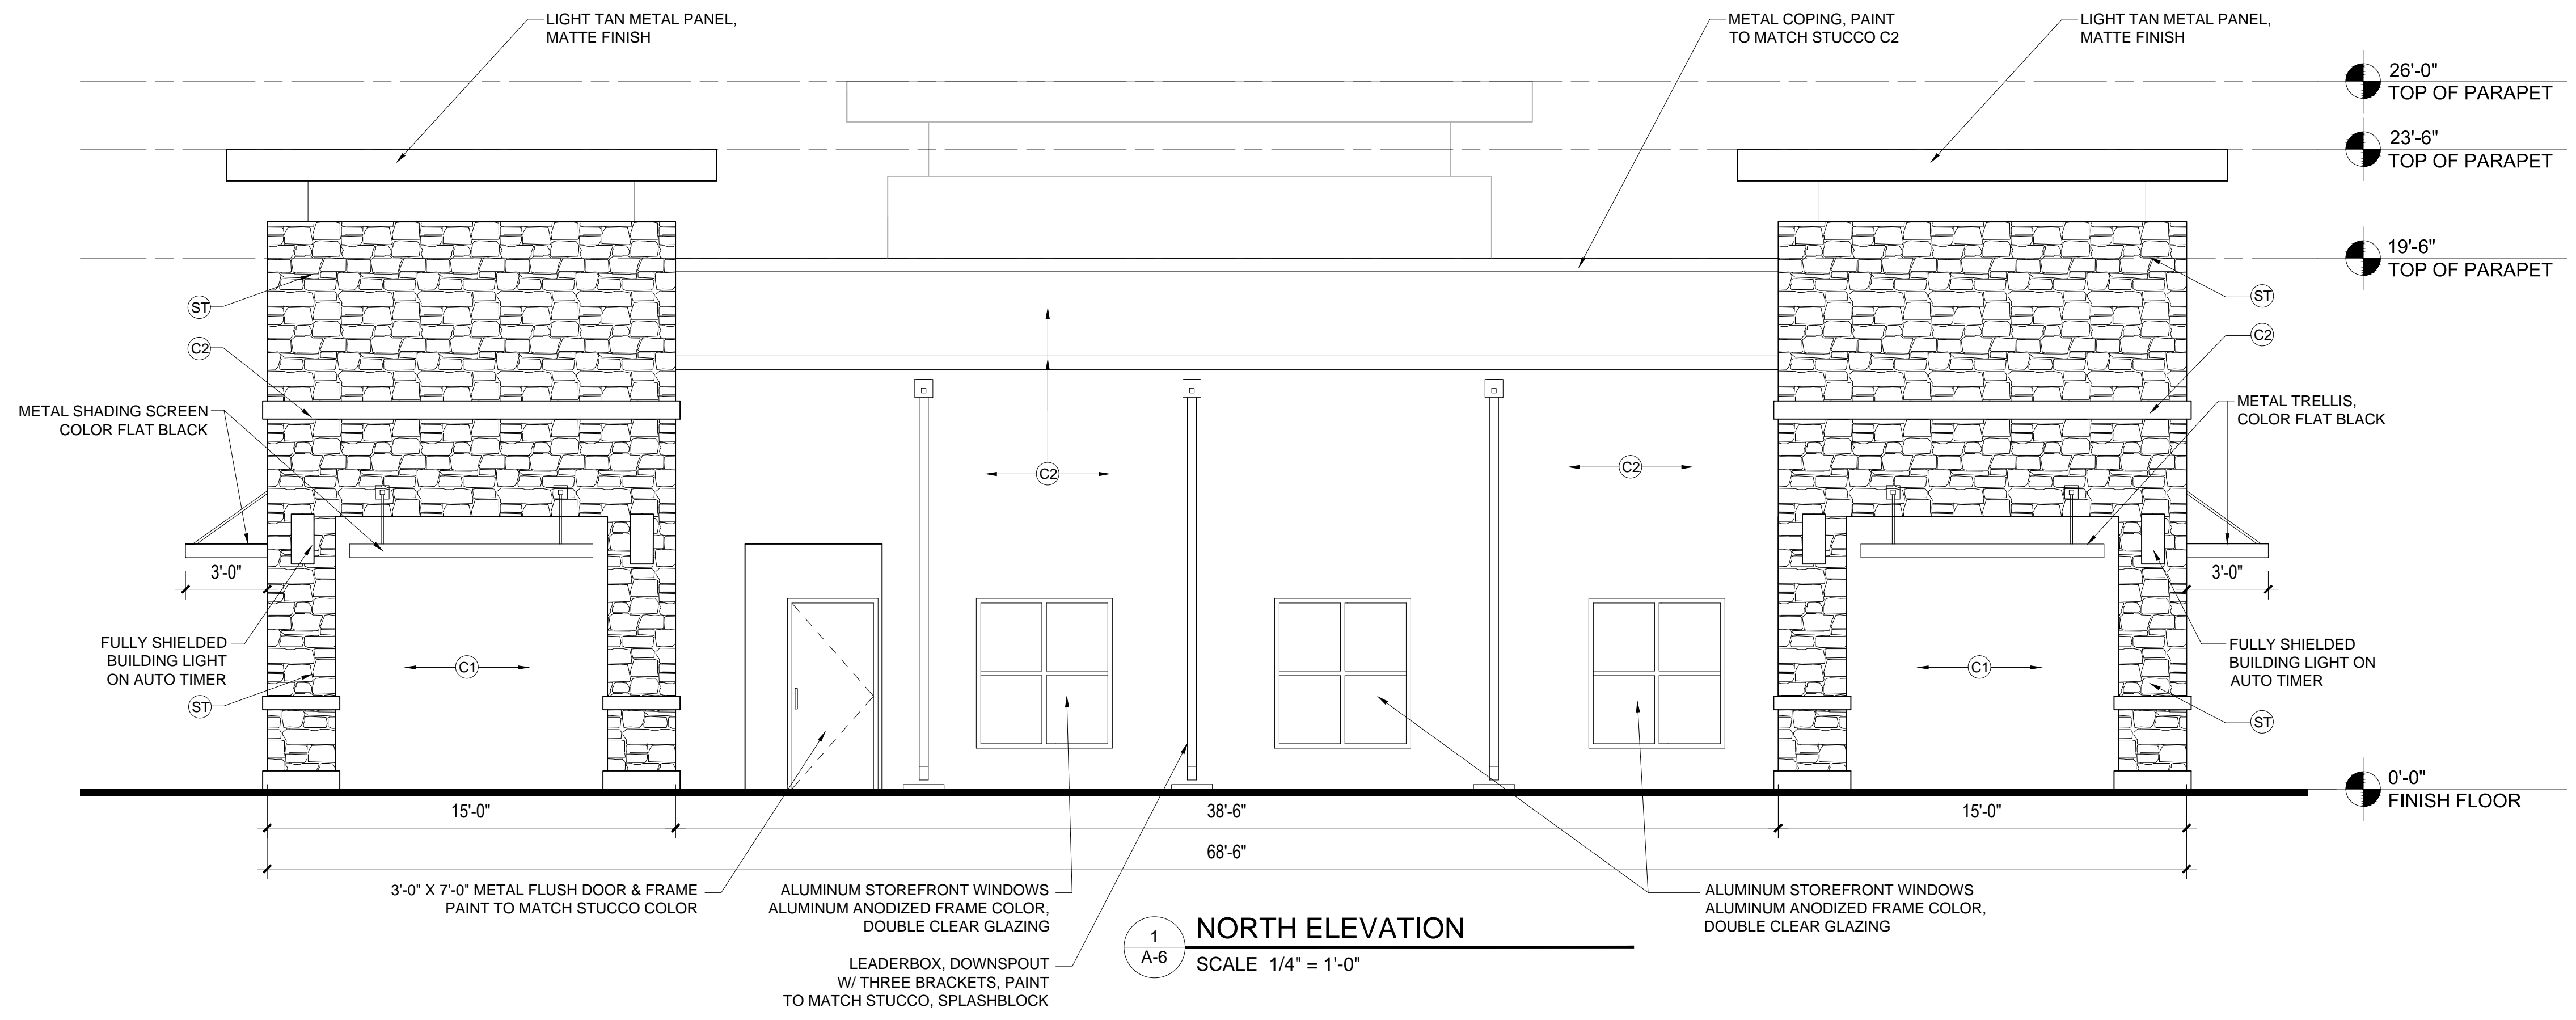 LIGHT TAN METAL PANEL,
MATTE FINISH
METAL COPING, PAINT
TO MATCH STUCCO C2
LIGHT TAN METAL PANEL,
MATTE FINISH
26'-0"
TOP OF PARAPET
23'-6"
TOP OF PARAPET
19'-6"
TOP OF PARAPET
ST
ST
C2
C2
METAL SHADING SCREEN
COLOR FLAT BLACK
METAL TRELLIS,
COLOR FLAT BLACK
C2
C2
3'-0"
3'-0"
FULLY SHIELDED
BUILDING LIGHT
ON AUTO TIMER
C1
C1
FULLY SHIELDED
BUILDING LIGHT ON
AUTO TIMER
ST
ST
0'-0"
FINISH FLOOR
15'-0"
38'-6"
15'-0"
68'-6"
3'-0" X 7'-0" METAL FLUSH DOOR & FRAME
PAINT TO MATCH STUCCO COLOR
ALUMINUM STOREFRONT WINDOWS
ALUMINUM ANODIZED FRAME COLOR,
DOUBLE CLEAR GLAZING
ALUMINUM STOREFRONT WINDOWS
ALUMINUM ANODIZED FRAME COLOR,
DOUBLE CLEAR GLAZING
LEADERBOX, DOWNSPOUT
W/ THREE BRACKETS, PAINT
TO MATCH STUCCO, SPLASHBLOCK
1
A-6
NORTH ELEVATION
SCALE 1/4" = 1'-0"